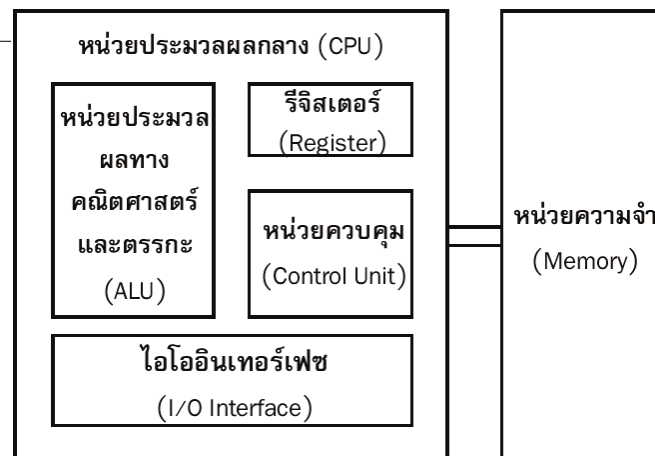 หน่วยประมวลผลกลาง (CPU)
หน่วยประมวล
ผลทาง
คณิตศาสตร์
และตรรกะ
(ALU)
รีจิสเตอร์
(Register)
หน่วยควบคุม
(Control Unit)
ไอโออินเทอร์เฟซ
(I/O Interface)
หน่วยความจำ
(Memory)